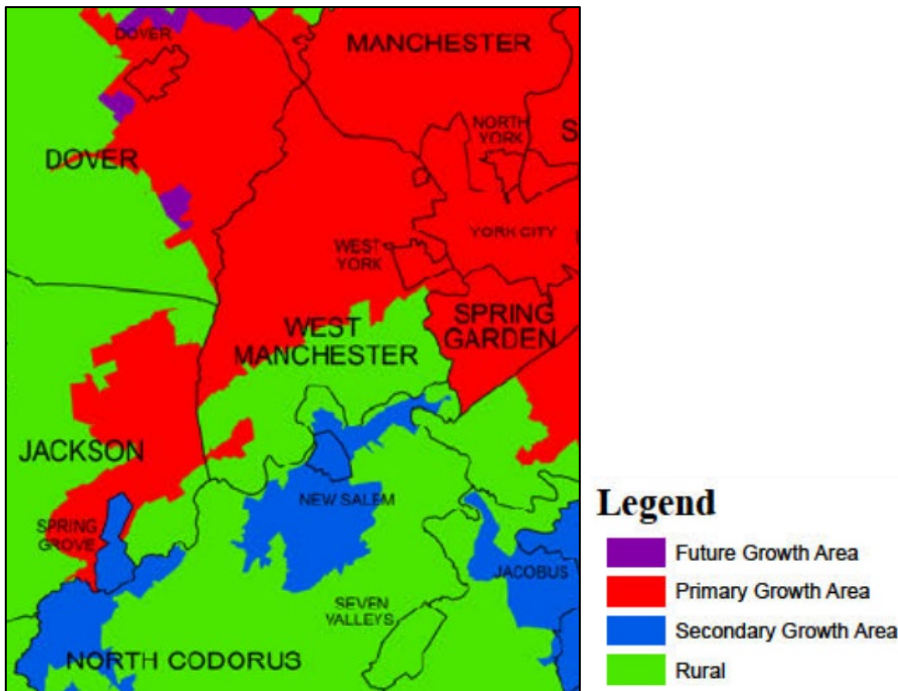 DOVER
MANCHESTER
NORTH
YORK
S
DOVER
YORK CITY
WEST
YORK
WEST
MANCHESTER
SPRING
GARDEN
JACKSON
NEW SALEM
SPRING
GROVE
JACOBUS
SEVEN
VALLEYS
NORTH CODORUS
Legend
Future Growth Area
Primary Growth Area
Secondary Growth Area
Rural